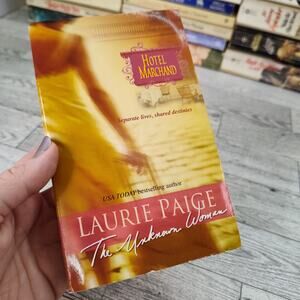 HOTEL
MARCHAND
Separate lives, shared destinies
USA TODAY bestselling author
LAURIE PAIGE
The Unknown Woman